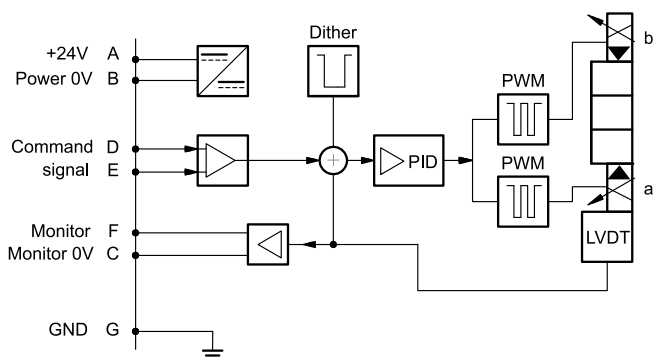 Dither
+24V A
Power 0V B
b
PWM
Command D
signal E
PID
PWM
a
Monitor F
Monitor 0V C
LVDT
GND G